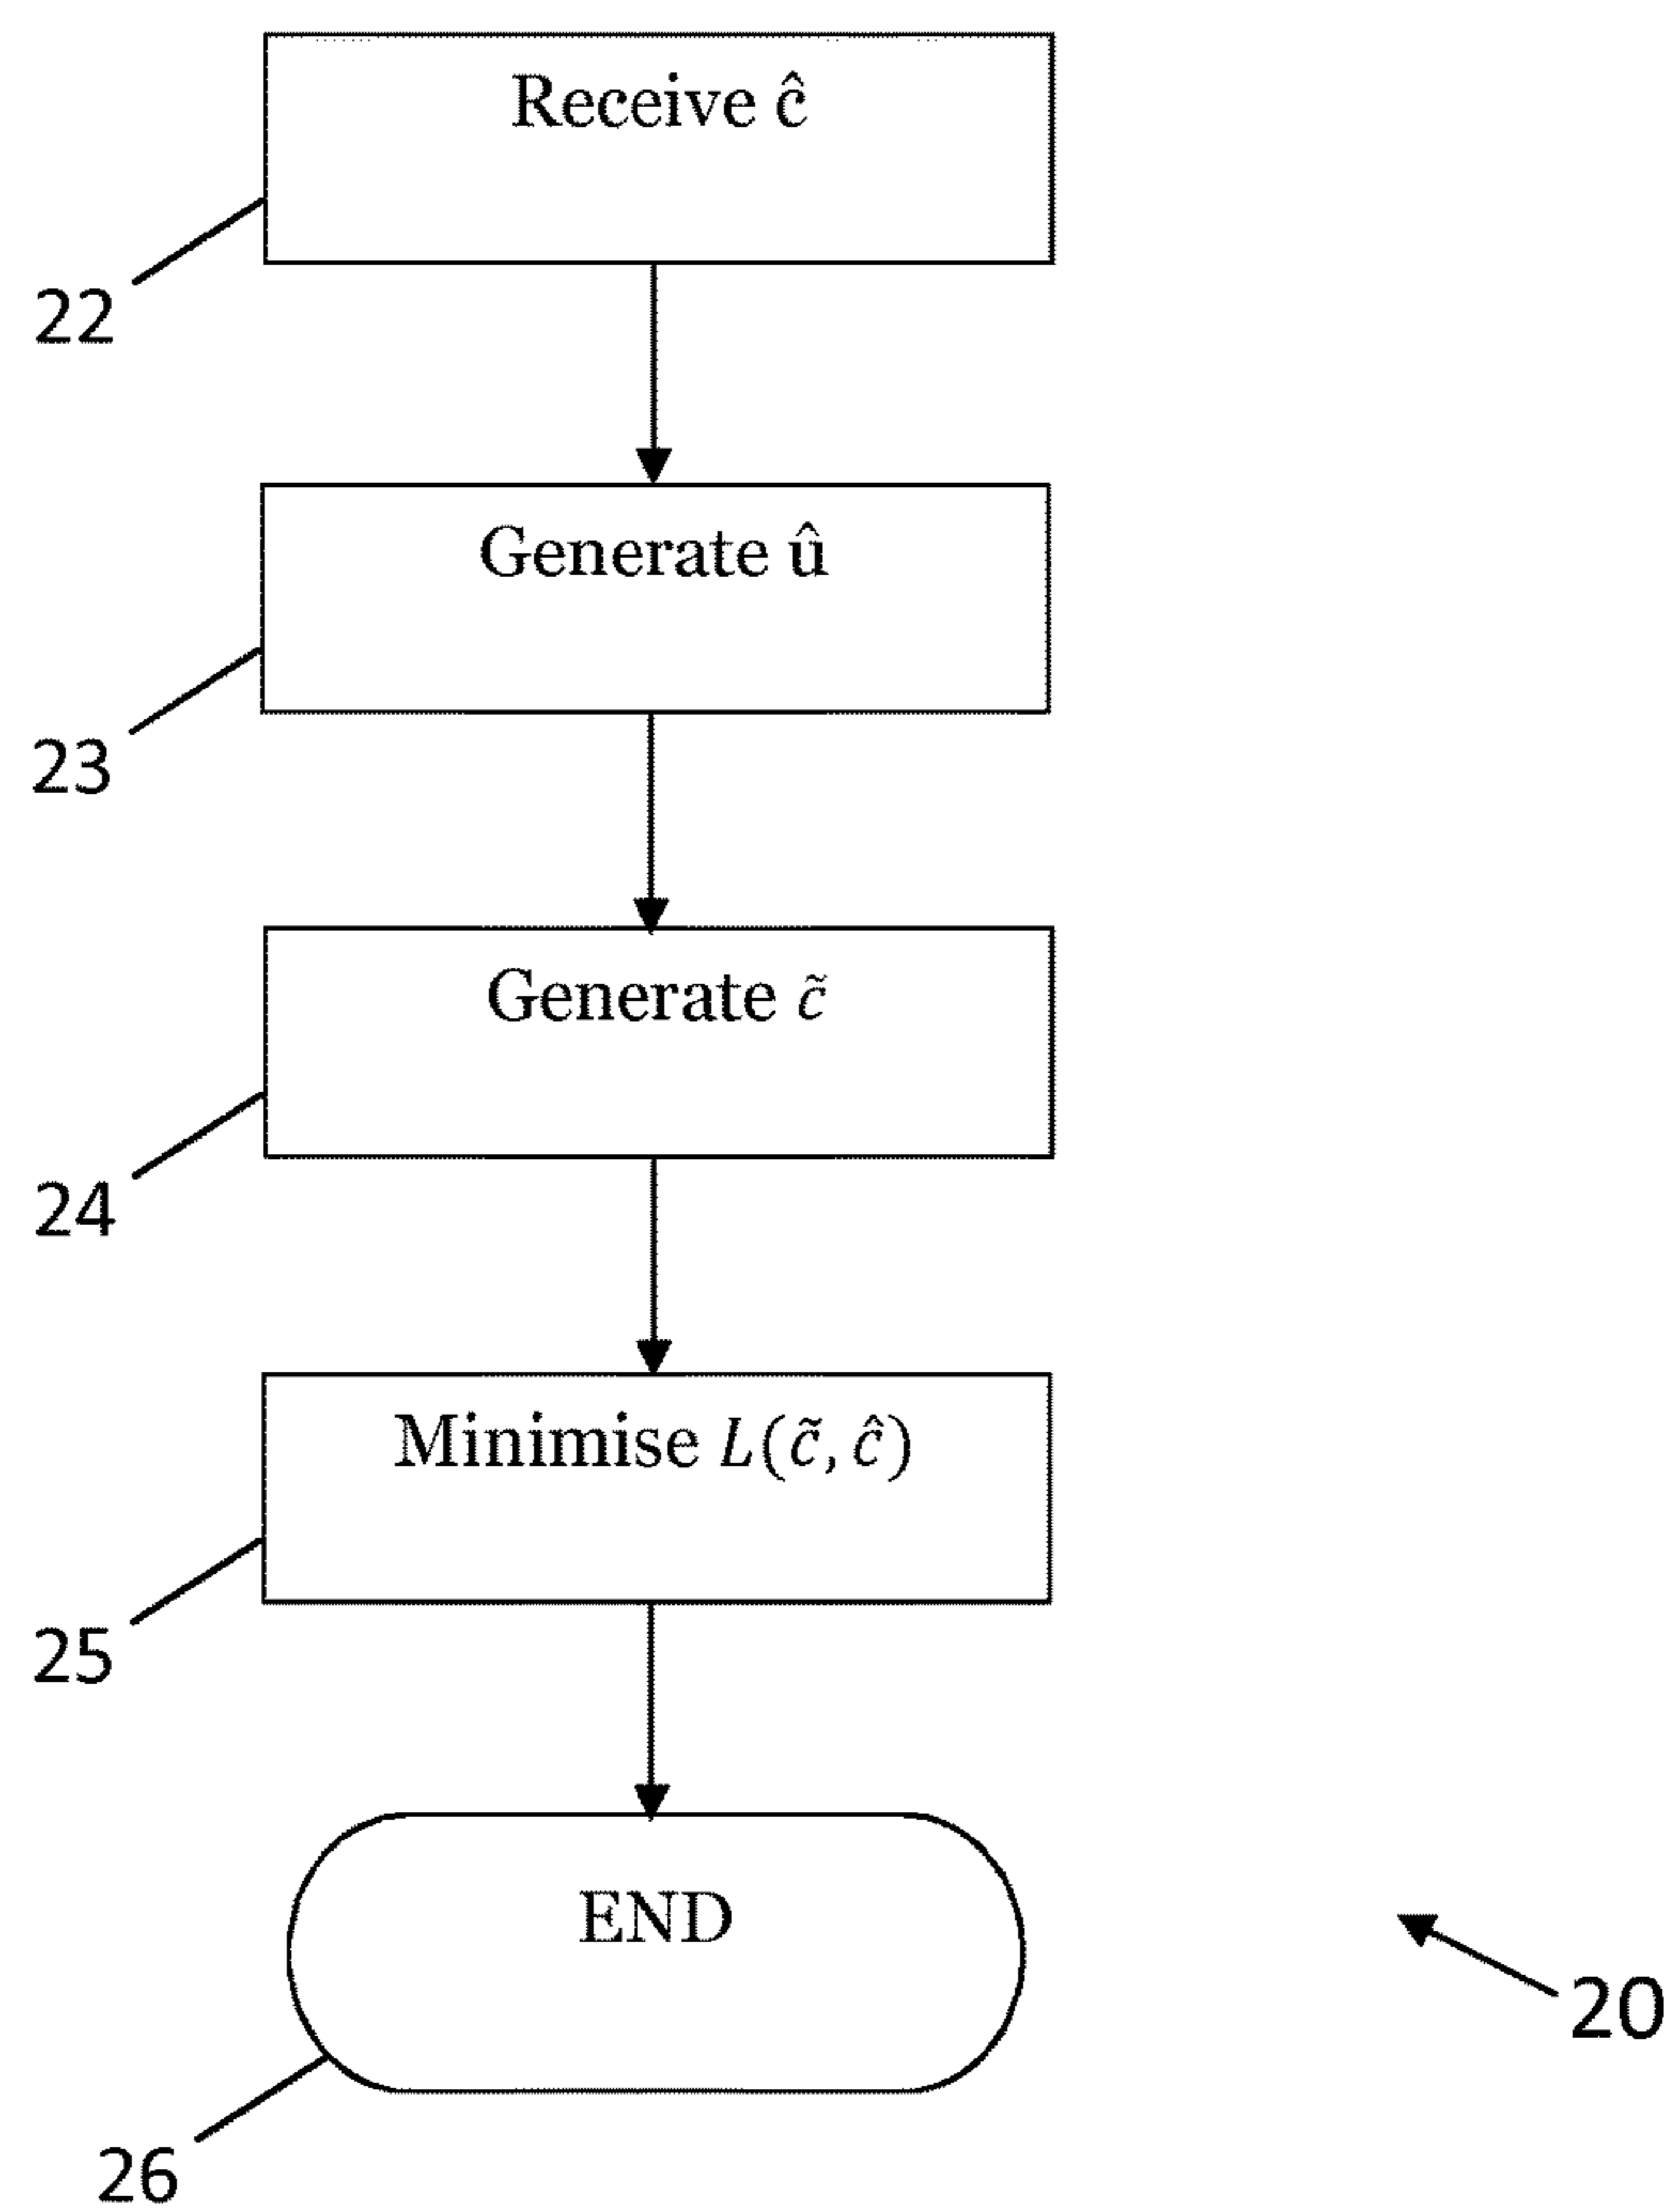 Receive ĉ
22
Generate û
23
Generate c̃
24
Minimise L(c̃, ĉ)
25
END
20
26